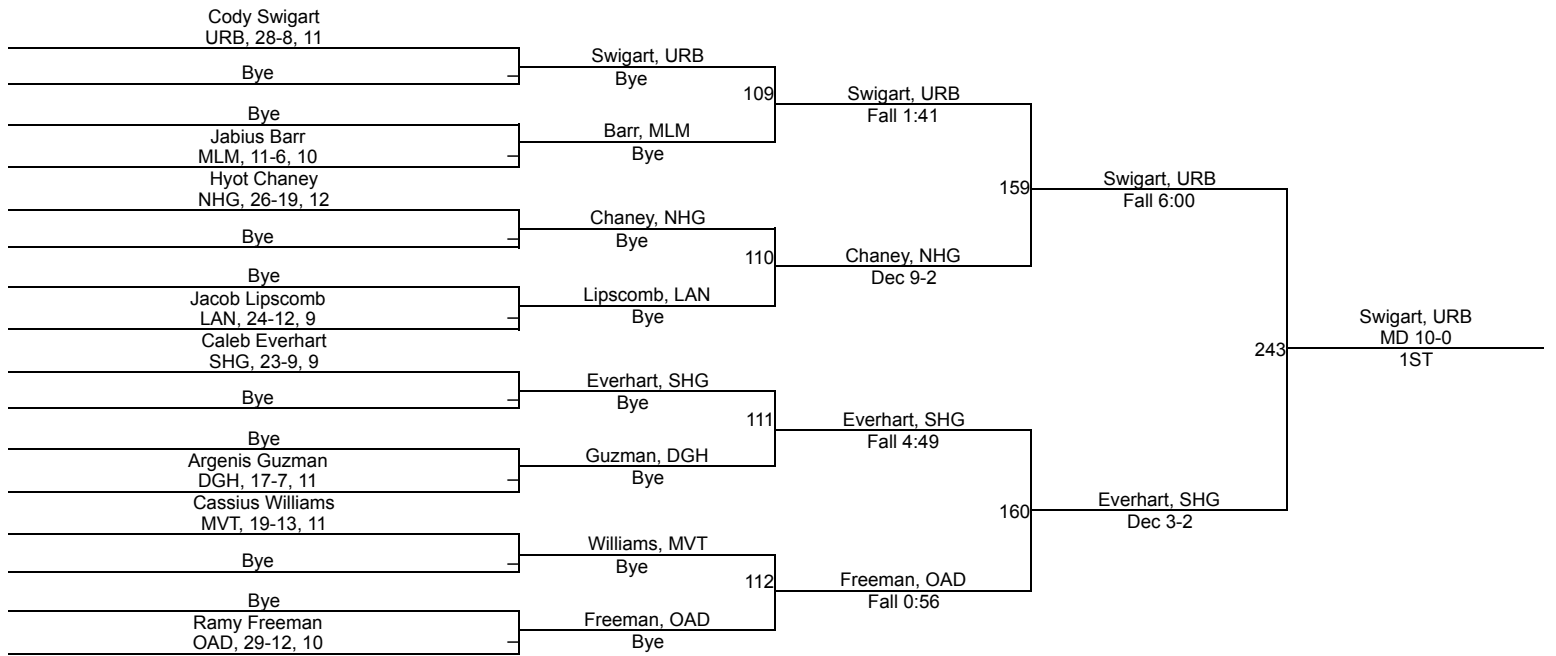 Cody Swigart
URB, 28-8, 11
Bye
Bye
Jabius Barr
MLM, 11-6, 10
Hyot Chaney
NHG, 26-19, 12
Bye
Bye
Jacob Lipscomb
LAN, 24-12, 9
Caleb Everhart
SHG, 23-9, 9
Bye
Bye
Argenis Guzman
DGH, 17-7, 11
Cassius Williams
MVT, 19-13, 11
Bye
Bye
Ramy Freeman
OAD, 29-12, 10
Swigart, URB
Bye
109
Barr, MLM
Bye
Chaney, NHG
Bye
110
Lipscomb, LAN
Bye
Everhart, SHG
Bye
111
Guzman, DGH
Bye
Williams, MVT
Bye
112
Freeman, OAD
Bye
Swigart, URB
Fall 1:41
159
Chaney, NHG
Dec 9-2
Everhart, SHG
Fall 4:49
160
Freeman, OAD
Fall 0:56
Swigart, URB
Fall 6:00
243
Everhart, SHG
Dec 3-2
Swigart, URB
MD 10-0
1ST